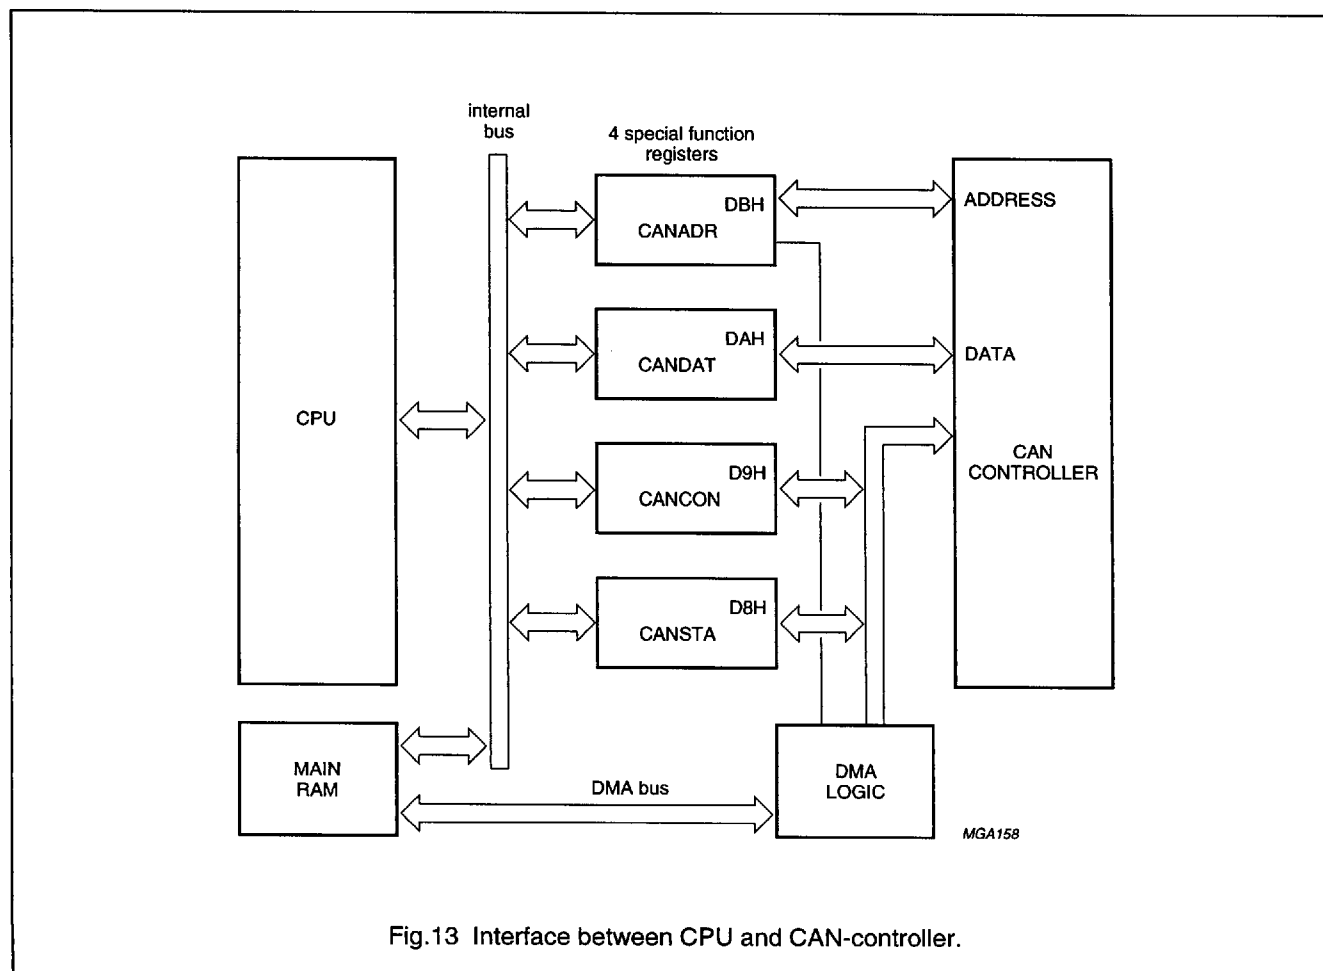 internal
bus
4 special function
registers
DBH
CANADR
ADDRESS
DAH
CANDAT
DATA
CPU
D9H
CANCON
CAN
CONTROLLER
D8H
CANSTA
MAIN
RAM
DMA bus
DMA
LOGIC
MGA158
Fig.13 Interface between CPU and CAN-controller.